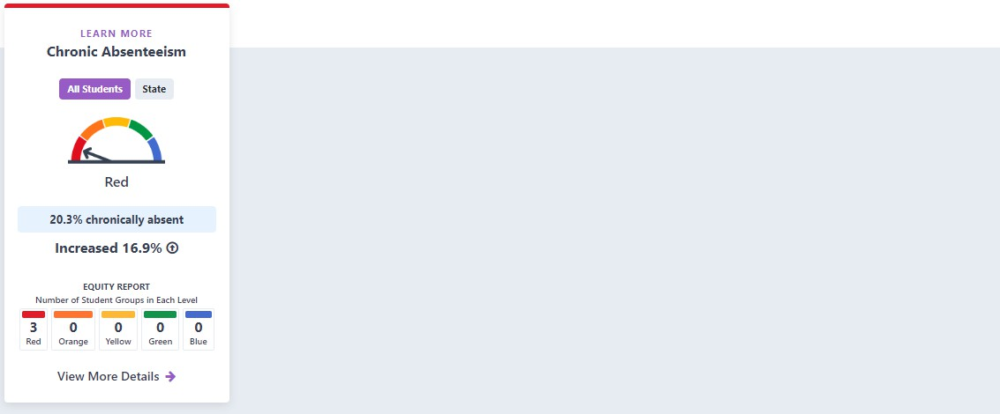 LEARN MORE
Chronic Absenteeism
All Students State
Red
20.3% chronically absent
Increased 16.9%
EQUITY REPORT
Number of Student Groups in Each Level
3 0 0 0 0
Red Orange Yellow Green Blue
View More Details